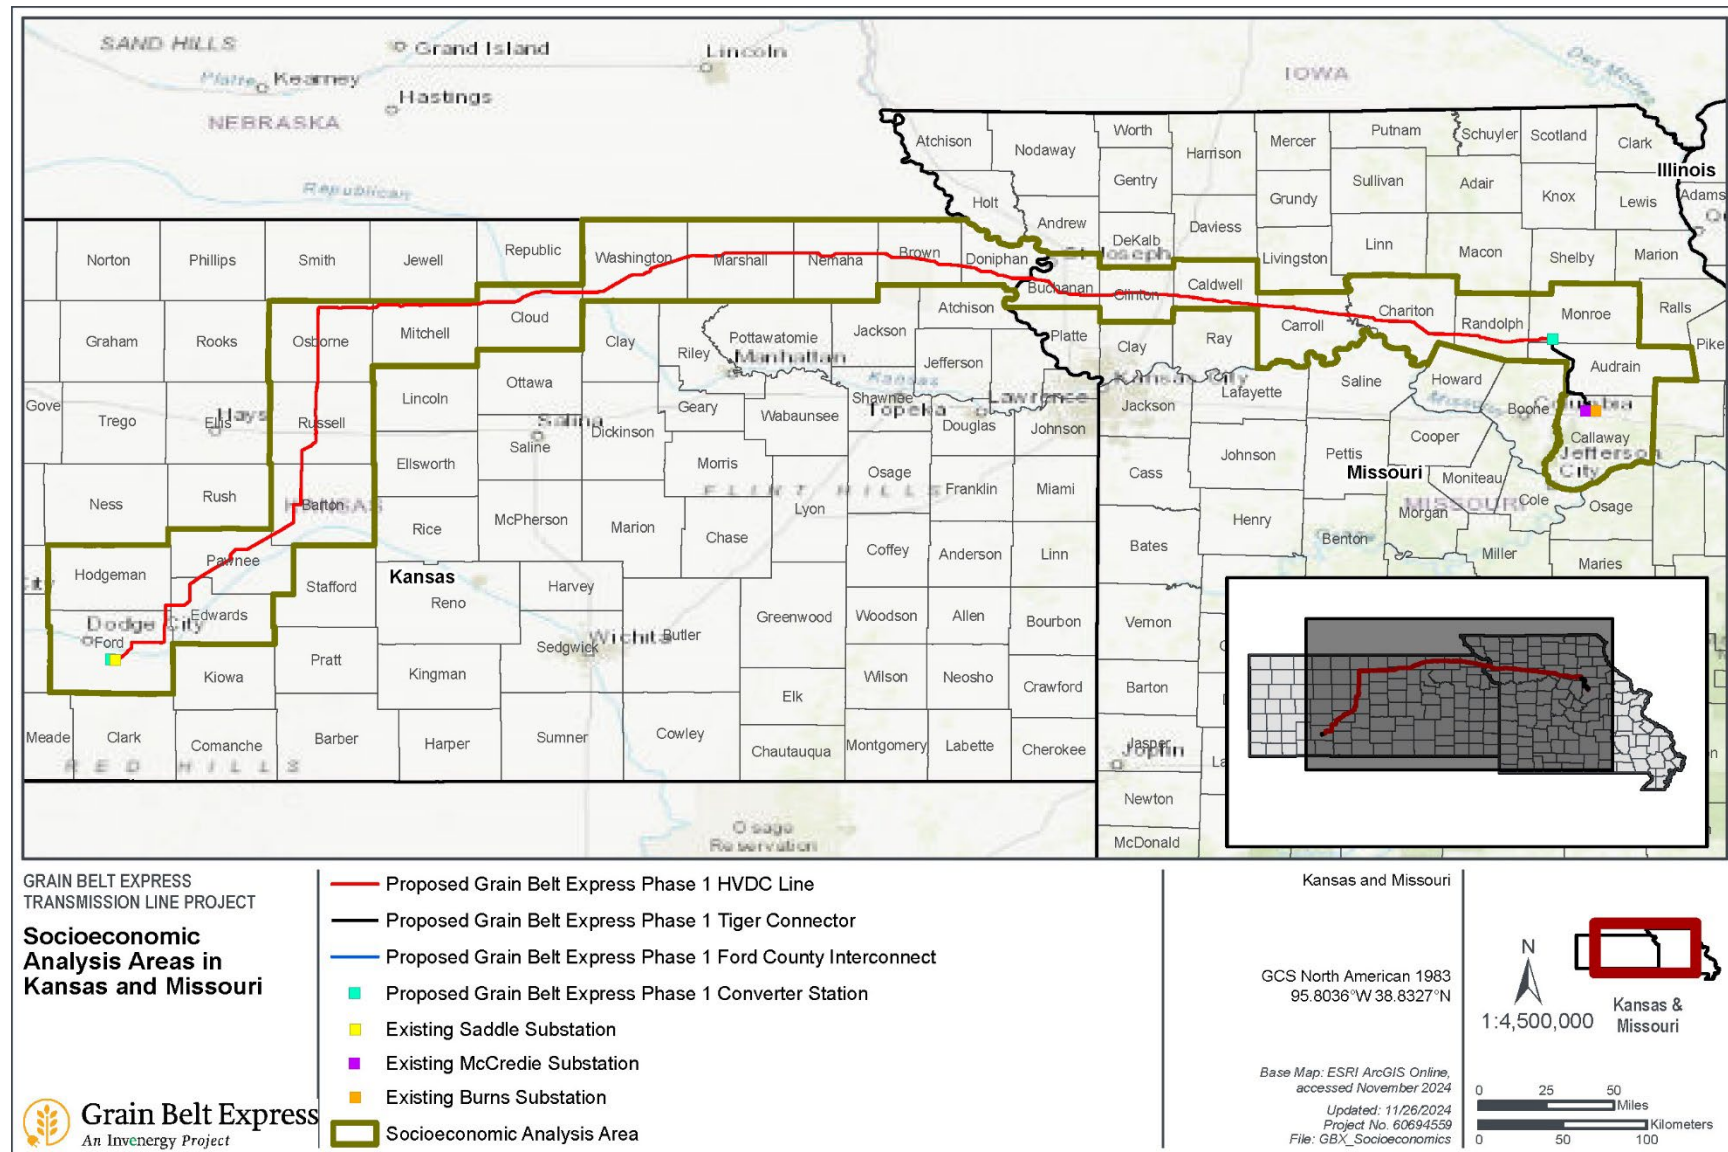 SAND HILLS
Grand Island
Lincoln
Platte
Kearney
Hastings
NEBRASKA
IOWA
Des Moines
Republican
Atchison
Nodaway
Worth
Harrison
Mercer
Putnam
Schuyler
Scotland
Clark
Illinois
Gentry
Grundy
Sullivan
Adair
Knox
Lewis
Adams
Holt
Andrew
DeKalb
Daviess
Livingston
Linn
Macon
Shelby
Marion
St Joseph
Norton
Phillips
Smith
Jewell
Republic
Washington
Marshall
Nemaha
Brown
Doniphan
Buchanan
Clinton
Caldwell
Carroll
Chariton
Randolph
Monroe
Ralls
Pike
Graham
Rooks
Osborne
Mitchell
Cloud
Clay
Riley
Pottawatomie
Manhattan
Jackson
Atchison
Jefferson
Platte
Clay
Ray
Audrain
Kansas
Kansas City
Gove
Trego
Ellis
Hays
Russell
Lincoln
Ottawa
Salina
Saline
Dickinson
Geary
Wabaunsee
Shawnee
Topeka
Lawrence
Douglas
Johnson
Jackson
Lafayette
Saline
Howard
Missouri
Boone
Columbia
Callaway
Jefferson
City
Cooper
Ness
Rush
Barton
KANSAS
Ellsworth
Rice
McPherson
Marion
Morris
Chase
FLINT HILLS
Lyon
Osage
Franklin
Miami
Cass
Johnson
Pettis
Missouri
MISSOURI
Moniteau
Morgan
Cole
Osage
Hodgeman
Pawnee
Edwards
Stafford
Kansas
Reno
Harvey
Coffey
Anderson
Linn
Bates
Henry
Benton
Miller
Maries
City
Dodge City
Ford
Kiowa
Pratt
Kingman
Sedgwick
Wichita
Butler
Greenwood
Woodson
Allen
Bourbon
Vernon
Elk
Wilson
Neosho
Crawford
Barton
Meade
Clark
Comanche
Barber
Harper
Sumner
Cowley
Chautauqua
Montgomery
Labette
Cherokee
Jasper
Joplin
RED HILLS
Newton
McDonald
Osage
Reservation
GRAIN BELT EXPRESS
TRANSMISSION LINE PROJECT
Socioeconomic
Analysis Areas in
Kansas and Missouri
Grain Belt Express
An Invenergy Project
Proposed Grain Belt Express Phase 1 HVDC Line
Proposed Grain Belt Express Phase 1 Tiger Connector
Proposed Grain Belt Express Phase 1 Ford County Interconnect
Proposed Grain Belt Express Phase 1 Converter Station
Existing Saddle Substation
Existing McCredie Substation
Existing Burns Substation
Socioeconomic Analysis Area
Kansas and Missouri
GCS North American 1983
95.8036°W 38.8327°N
Base Map: ESRI ArcGIS Online,
accessed November 2024
Updated: 11/26/2024
Project No. 60694559
File: GBX_Socioeconomics
N
1:4,500,000
Kansas &
Missouri
0 25 50
Miles
Kilometers
0 50 100